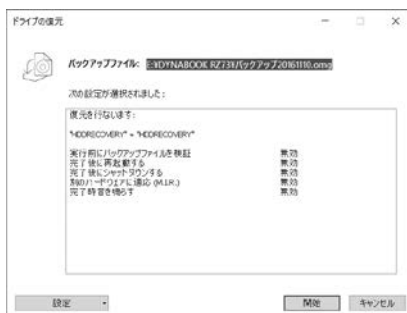 ドライブの復元
バックアップファイル: E:¥DYNABOOK RZ73¥バックアップ20161110.omg
次の設定が選択されました:
復元を行ないます:
"HDDRECOVERY" = "HDDRECOVERY"
実行前にバックアップファイルを検証 無効
完了後に再起動する 無効
完了後にシャットダウンする 無効
別のハードウェアに適応 (M.I.R.) 無効
完了時音を鳴らす 無効
設定 開始 キャンセル